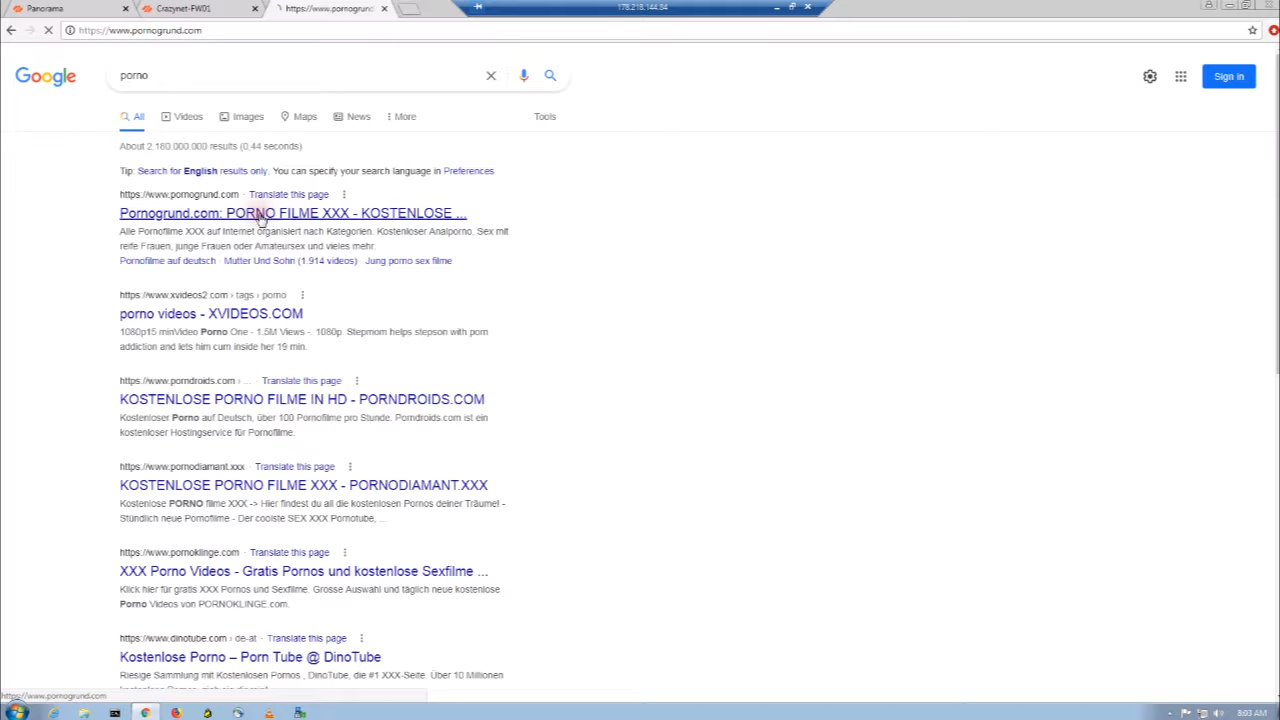 Panorama
Crazynet-FW01
https://www.pornogrund
178.218.144.84
https://www.pornogrund.com
Google
porno
Sign in
All
Videos
Images
Maps
News
More
Tools
About 2.160.000.000 results (0,44 seconds)
Tip: Search for English results only. You can specify your search language in Preferences
https://www.pornogrund.com · Translate this page
Pornogrund.com: PORNO FILME XXX - KOSTENLOSE ...
Alle Pornofilme XXX auf Internet organisiert nach Kategorien. Kostenloser Analporno, Sex mit
reife Frauen, junge Frauen oder Amateursex und vieles mehr.
Pornofilme auf deutsch · Mutter Und Sohn (1.914 videos) · Jung porno sex filme
https://www.xvideos2.com › tags › porno
porno videos - XVIDEOS.COM
1080p15 minVideo Porno One - 1.5M Views -. 1080p. Stepmom helps stepson with porn
addiction and lets him cum inside her 19 min.
https://www.porndroids.com › ... · Translate this page
KOSTENLOSE PORNO FILME IN HD - PORNDROIDS.COM
Kostenloser Porno auf Deutsch, über 100 Pornofilme pro Stunde. Porndroids.com ist ein
kostenloser Hostingservice für Pornofilme.
https://www.pornodiamant.xxx · Translate this page
KOSTENLOSE PORNO FILME XXX - PORNODIAMANT.XXX
Kostenlose PORNO filme XXX -> Hier findest du all die kostenlosen Pornos deiner Träume! -
Stündlich neue Pornofilme - Der coolste SEX XXX Pornotube, ...
https://www.pornoklinge.com · Translate this page
XXX Porno Videos - Gratis Pornos und kostenlose Sexfilme ...
Klick hier für gratis XXX Pornos und Sexfilme. Grosse Auswahl und täglich neue kostenlose
Porno Videos von PORNOKLINGE.com.
https://www.dinotube.com › de-at · Translate this page
Kostenlose Porno – Porn Tube @ DinoTube
Riesige Sammlung mit Kostenlosen Pornos , DinoTube, die #1 XXX-Seite. Über 10 Millionen
https://www.pornogrund.com
8:03 AM